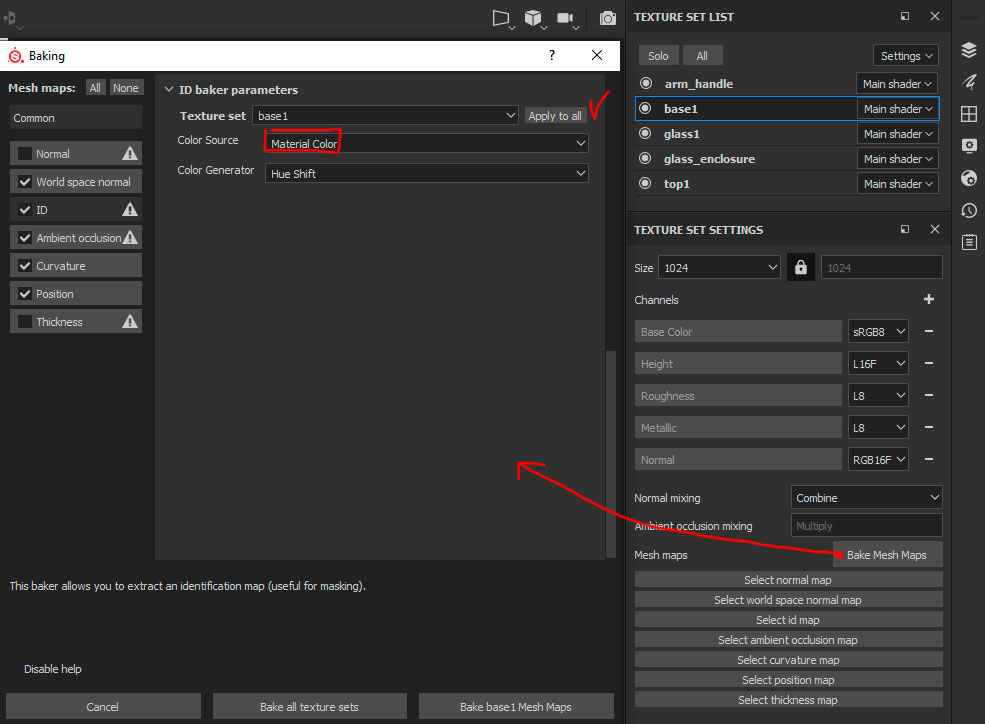 Baking
?
Mesh maps: All None
Common
Normal
World space normal
ID
Ambient occlusion
Curvature
Position
Thickness
ID baker parameters
Texture set base1 Apply to all
Color Source Material Color
Color Generator Hue Shift
This baker allows you to extract an identification map (useful for masking).
Disable help
Cancel Bake all texture sets Bake base1 Mesh Maps
TEXTURE SET LIST
Solo All Settings
arm_handle Main shader
base1 Main shader
glass1 Main shader
glass_enclosure Main shader
top1 Main shader
TEXTURE SET SETTINGS
Size 1024 1024
Channels
Base Color sRGB8
Height L16F
Roughness L8
Metallic L8
Normal RGB16F
Normal mixing Combine
Ambient occlusion mixing Multiply
Mesh maps Bake Mesh Maps
Select normal map
Select world space normal map
Select id map
Select ambient occlusion map
Select curvature map
Select position map
Select thickness map